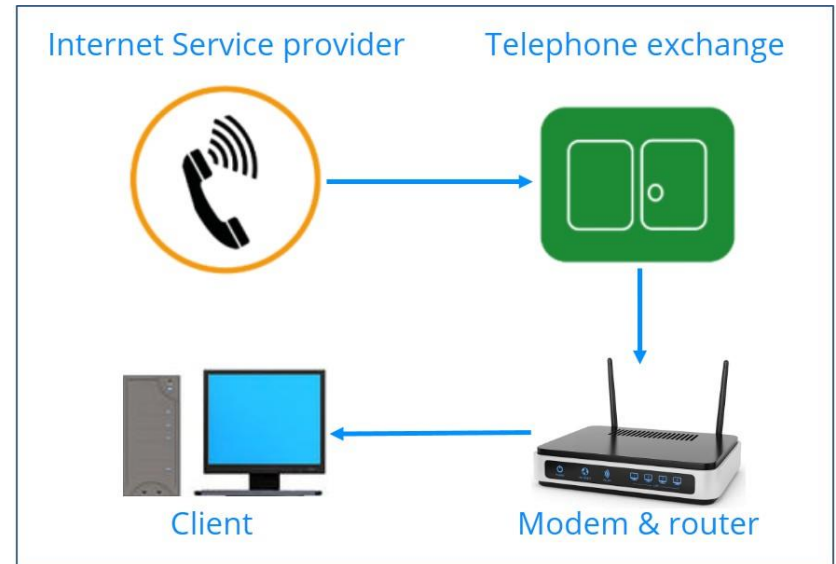 Internet Service provider
Telephone exchange
Client
Modem & router